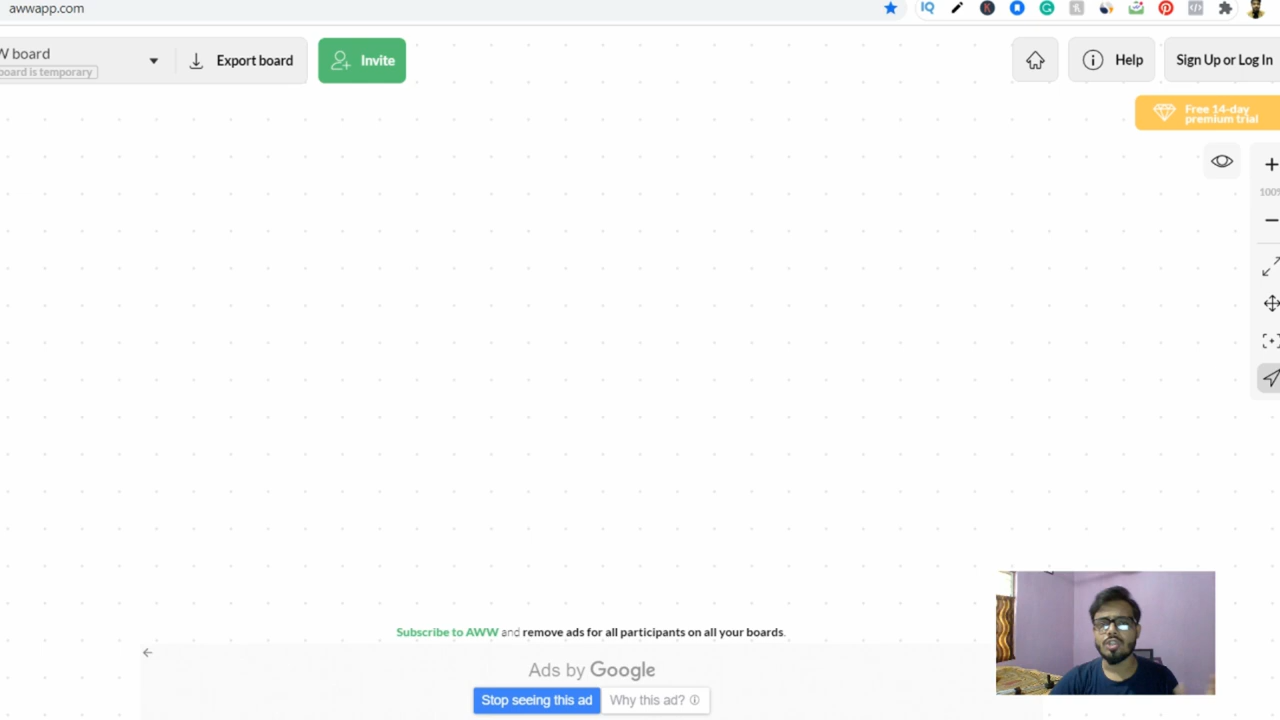 awwapp.com
W board
board is temporary
Export board
Invite
Help
Sign Up or Log In
Free 14-day
premium trial
100%
Subscribe to AWW and remove ads for all participants on all your boards.
Ads by Google
Stop seeing this ad
Why this ad?